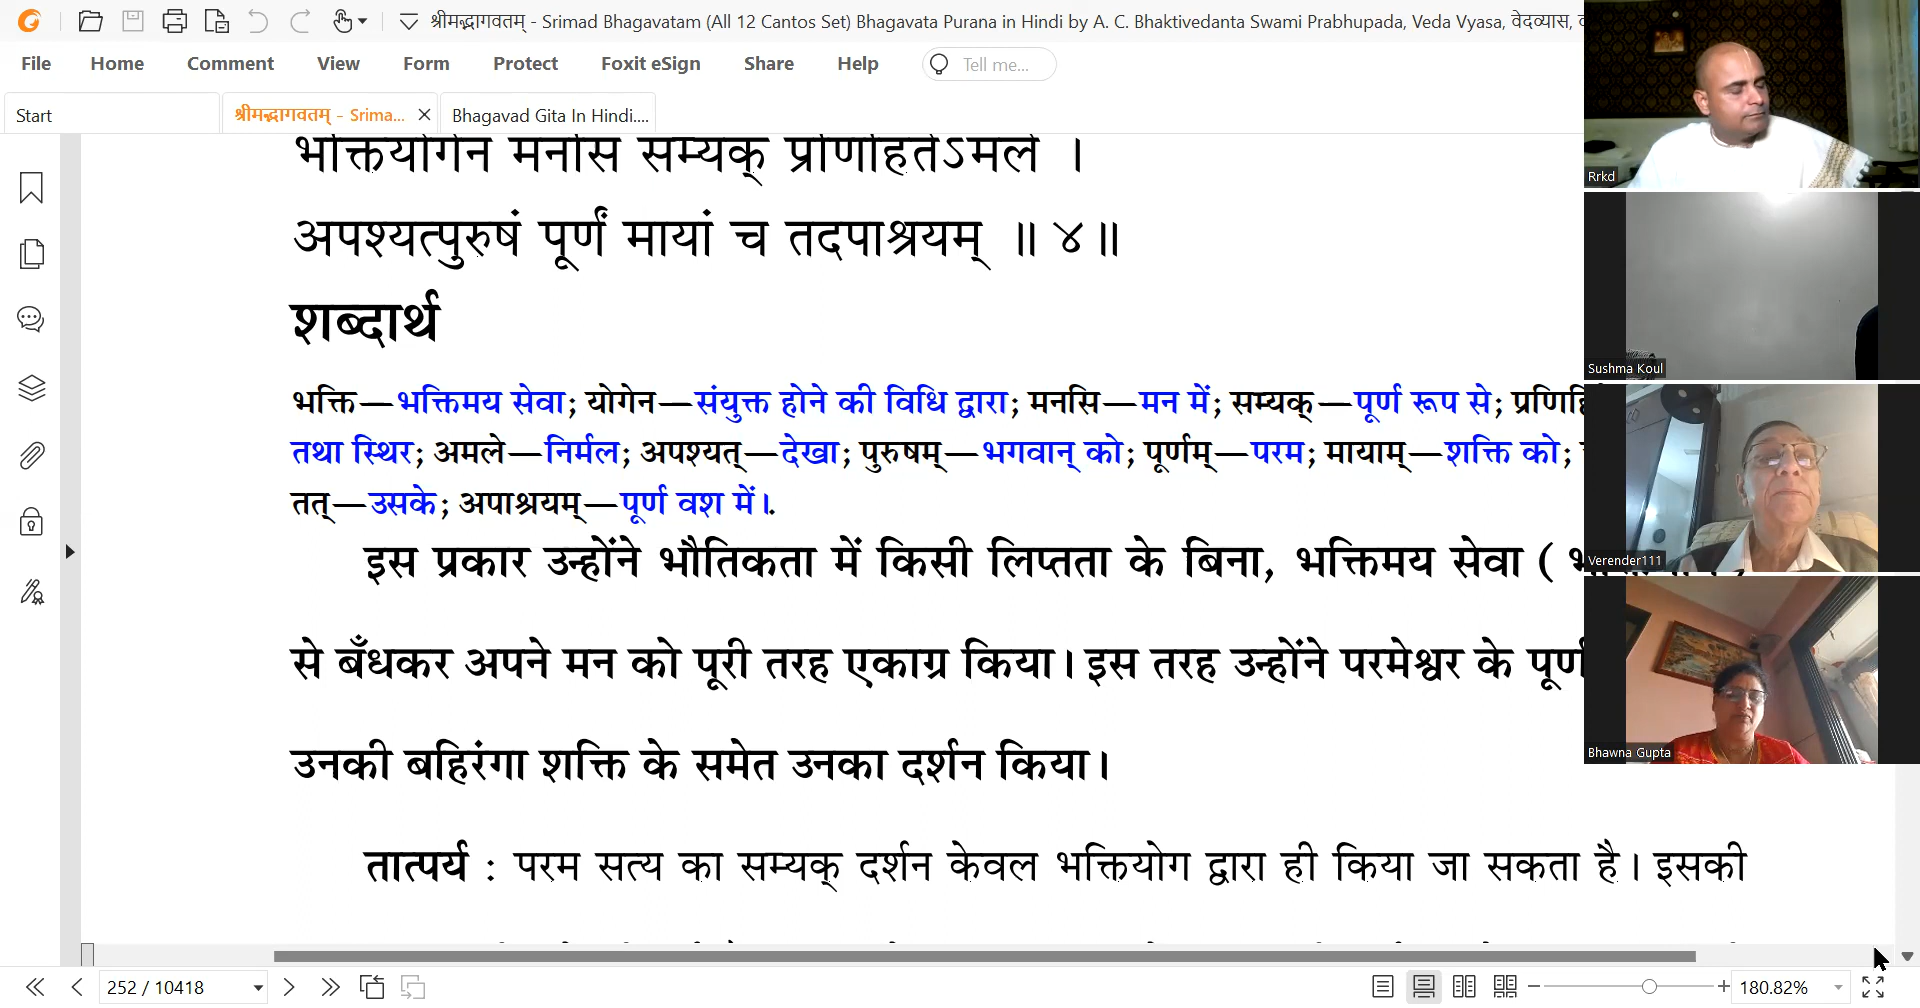 श्रीमद्भागवतम् - Srimad Bhagavatam (All 12 Cantos Set) Bhagavata Purana in Hindi by A. C. Bhaktivedanta Swami Prabhupada, Veda Vyasa, वेदव्यास,
File Home Comment View Form Protect Foxit eSign Share Help Tell me...
Start श्रीमद्भागवतम् - Srima... Bhagavad Gita In Hindi....
भक्तियोगेन मनसि सम्यक् प्रणिहितेऽमले ।
अपश्यत्पुरुषं पूर्णं मायां च तदपाश्रयम् ॥ ४॥
शब्दार्थ
भक्ति—भक्तिमय सेवा; योगेन—संयुक्त होने की विधि द्वारा; मनसि—मन में; सम्यक्—पूर्ण रूप से;
तथा स्थिर; अमले—निर्मल; अपश्यत्—देखा; पुरुषम्—भगवान् को; पूर्णम्—परम; मायाम्—शक्ति को;
तत्—उसके; अपाश्रयम्—पूर्ण वश में।.
इस प्रकार उन्होंने भौतिकता में किसी लिप्तता के बिना, भक्तिमय सेवा (
से बँधकर अपने मन को पूरी तरह एकाग्र किया। इस तरह उन्होंने परमेश्वर के
उनकी बहिरंगा शक्ति के समेत उनका दर्शन किया।
तात्पर्य : परम सत्य का सम्यक् दर्शन केवल भक्तियोग द्वारा ही किया जा सकता है। इसकी
252 / 10418
180.82%
Rrkd
Sushma Koul
Verender111
Bhawna Gupta